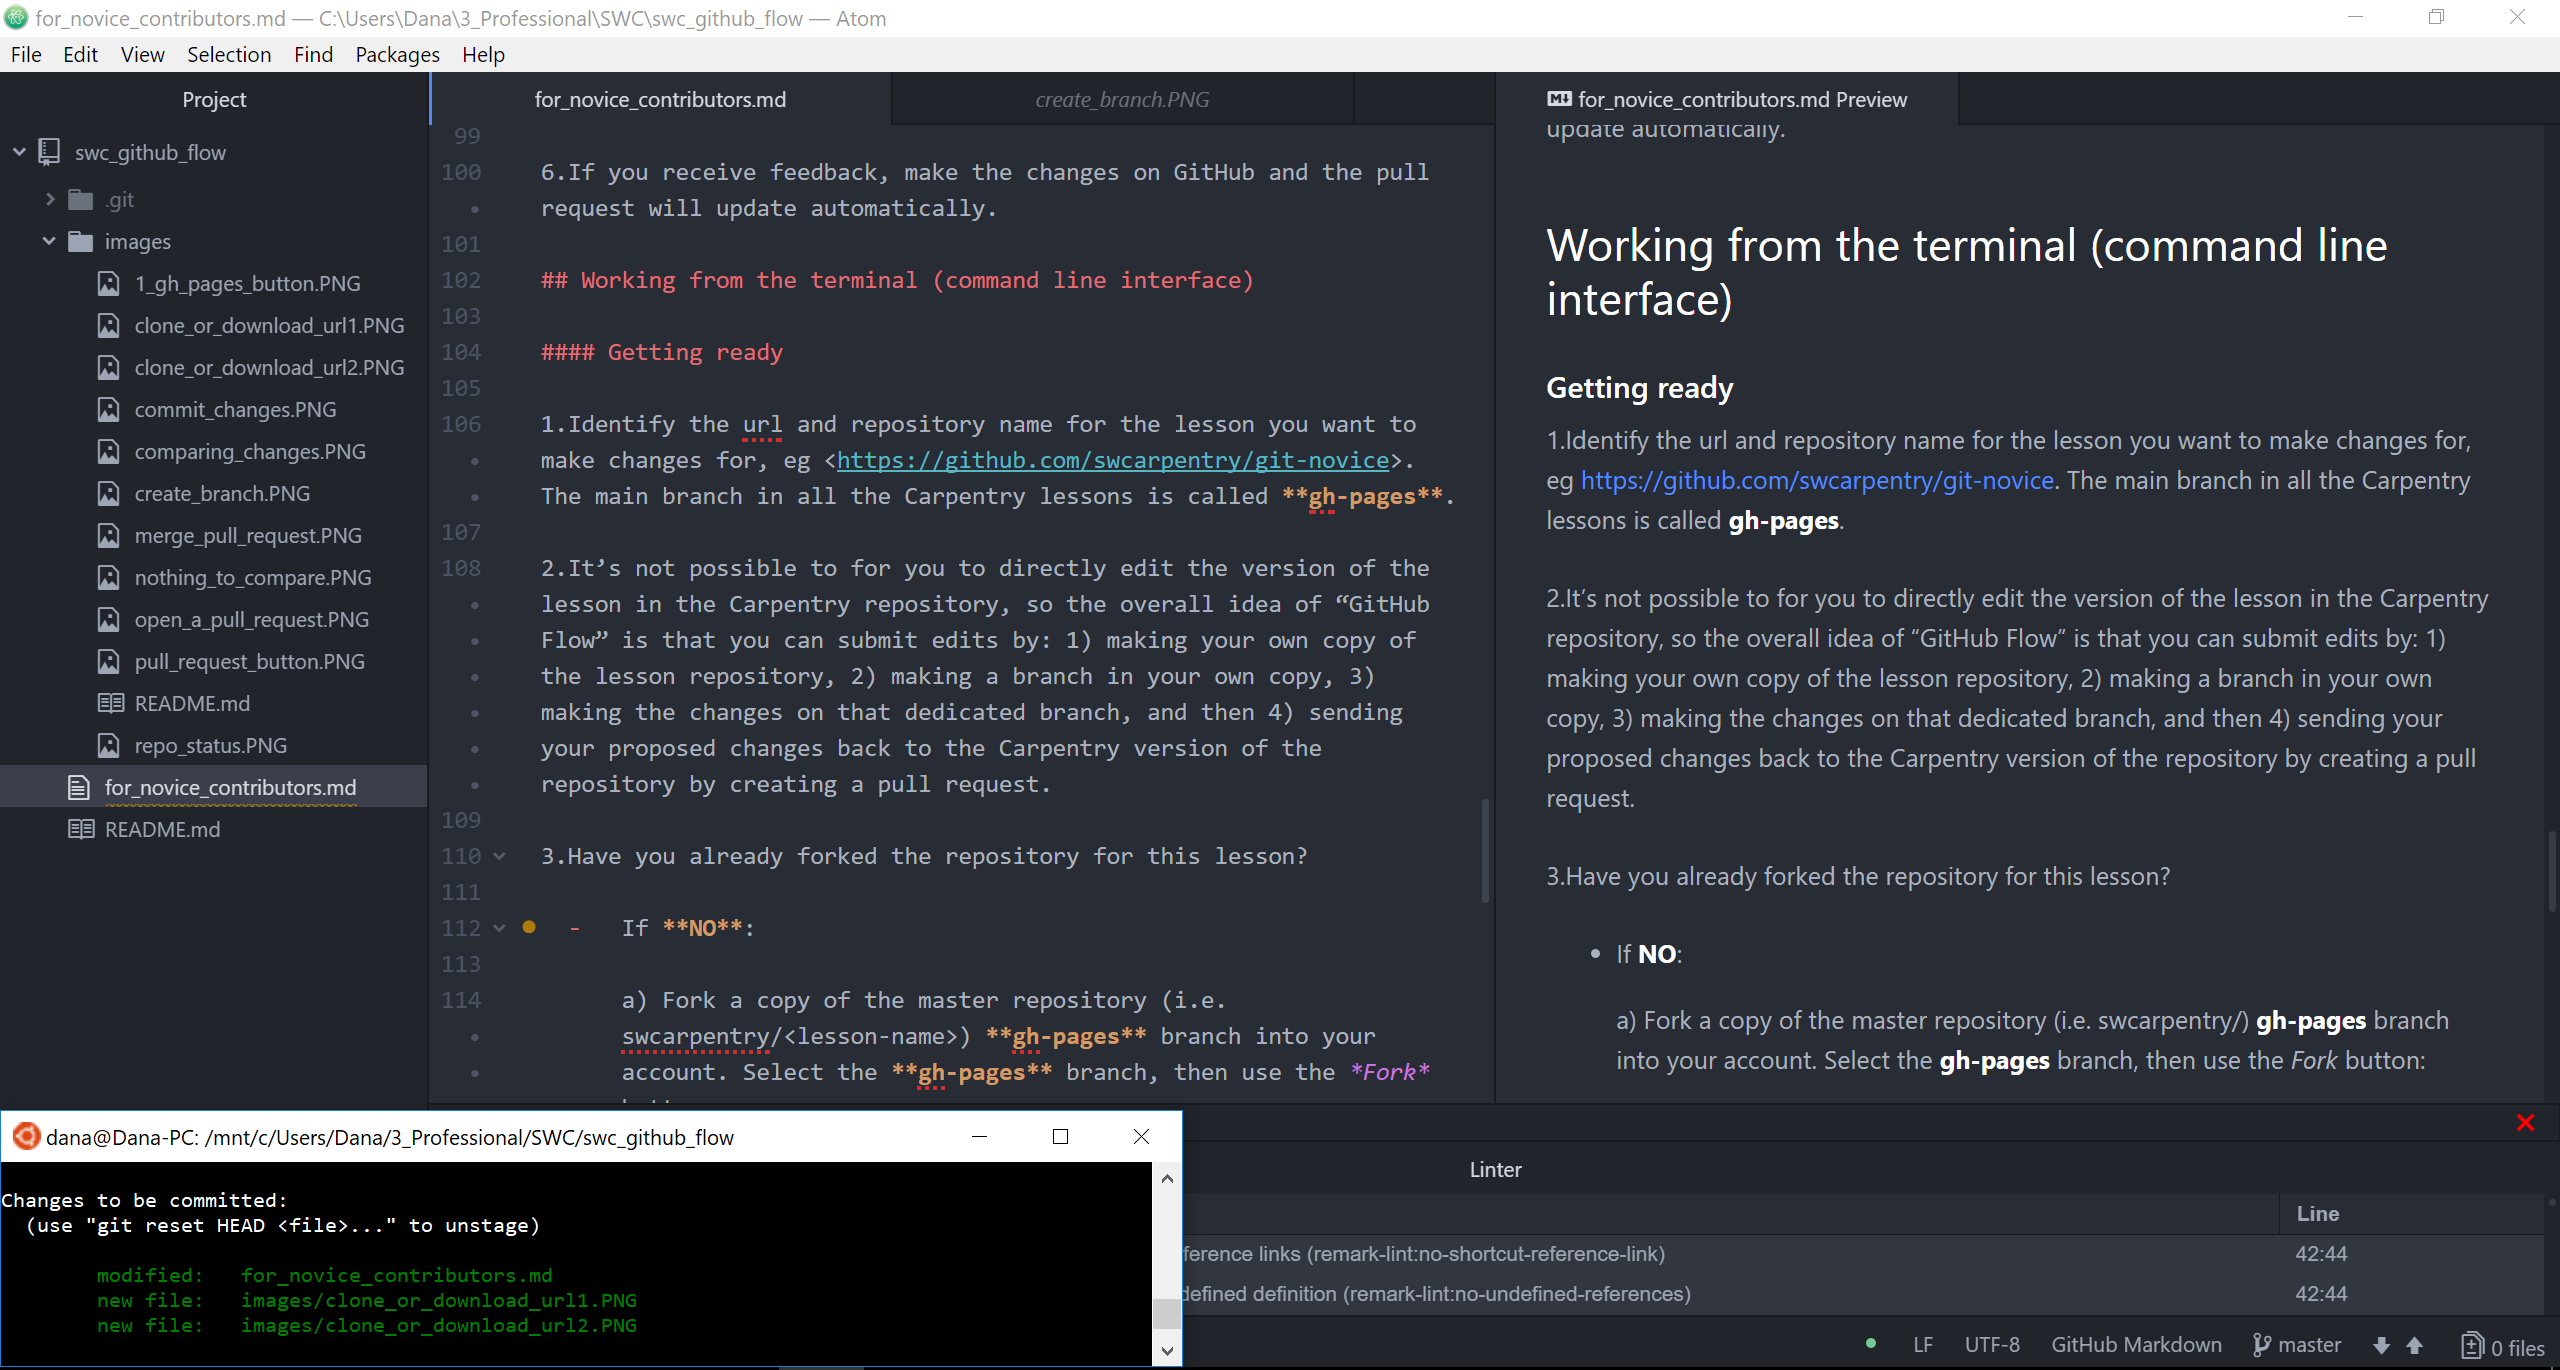 for_novice_contributors.md — C:\Users\Dana\3_Professional\SWC\swc_github_flow — Atom
File Edit View Selection Find Packages Help
Project
swc_github_flow
.git
images
1_gh_pages_button.PNG
clone_or_download_url1.PNG
clone_or_download_url2.PNG
commit_changes.PNG
comparing_changes.PNG
create_branch.PNG
merge_pull_request.PNG
nothing_to_compare.PNG
open_a_pull_request.PNG
pull_request_button.PNG
README.md
repo_status.PNG
for_novice_contributors.md
README.md
for_novice_contributors.md
create_branch.PNG
99
100 6.If you receive feedback, make the changes on GitHub and the pull
request will update automatically.
101
102 ## Working from the terminal (command line interface)
103
104 #### Getting ready
105
106 1.Identify the url and repository name for the lesson you want to
make changes for, eg <https://github.com/swcarpentry/git-novice>.
The main branch in all the Carpentry lessons is called **gh-pages**.
107
108 2.It’s not possible to for you to directly edit the version of the
lesson in the Carpentry repository, so the overall idea of “GitHub
Flow” is that you can submit edits by: 1) making your own copy of
the lesson repository, 2) making a branch in your own copy, 3)
making the changes on that dedicated branch, and then 4) sending
your proposed changes back to the Carpentry version of the
repository by creating a pull request.
109
110 3.Have you already forked the repository for this lesson?
111
112 - If **NO**:
113
114 a) Fork a copy of the master repository (i.e.
swcarpentry/<lesson-name>) **gh-pages** branch into your
account. Select the **gh-pages** branch, then use the *Fork*
for_novice_contributors.md Preview
update automatically.
Working from the terminal (command line
interface)
Getting ready
1.Identify the url and repository name for the lesson you want to make changes for,
eg https://github.com/swcarpentry/git-novice. The main branch in all the Carpentry
lessons is called gh-pages.
2.It’s not possible to for you to directly edit the version of the lesson in the Carpentry
repository, so the overall idea of “GitHub Flow” is that you can submit edits by: 1)
making your own copy of the lesson repository, 2) making a branch in your own
copy, 3) making the changes on that dedicated branch, and then 4) sending your
proposed changes back to the Carpentry version of the repository by creating a pull
request.
3.Have you already forked the repository for this lesson?
If NO:
a) Fork a copy of the master repository (i.e. swcarpentry/) gh-pages branch
into your account. Select the gh-pages branch, then use the Fork button:
dana@Dana-PC: /mnt/c/Users/Dana/3_Professional/SWC/swc_github_flow
Changes to be committed:
(use "git reset HEAD <file>..." to unstage)
modified: for_novice_contributors.md
new file: images/clone_or_download_url1.PNG
new file: images/clone_or_download_url2.PNG
Linter
Line
ference links (remark-lint:no-shortcut-reference-link) 42:44
defined definition (remark-lint:no-undefined-references) 42:44
LF UTF-8 GitHub Markdown master 0 files